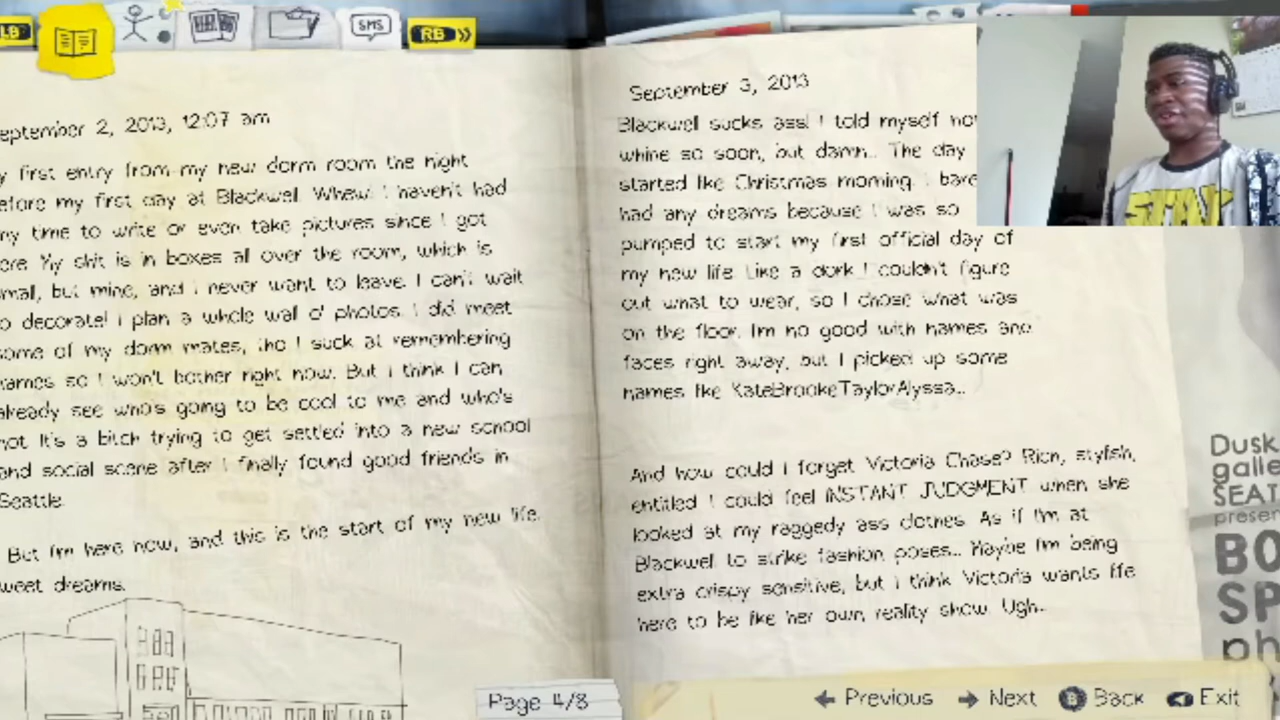 LB
SMS
RB
eptember 2, 2013, 12:07 am
y first entry from my new dorm room the night
efore my first day at Blackwell. Whew! I haven't had
ny time to write or even take pictures since I got
ere. My shit is in boxes all over the room, which is
mall, but mine, and I never want to leave. I can't wait
o decorate! I plan a whole wall o' photos. I did meet
some of my dorm mates, tho I suck at remembering
names so I won't bother right now. But I think I can
already see who's going to be cool to me and who's
not. It's a bitch trying to get settled into a new school
and social scene after I finally found good friends in
Seattle.
But I'm here now, and this is the start of my new life.
weet dreams.
September 3, 2013
Blackwell sucks ass! I told myself no
whine so soon, but damn... The day
started like Christmas morning. I bare
had any dreams because I was so
pumped to start my first official day of
my new life. Like a dork I couldn't figure
out what to wear, so I chose what was
on the floor. I'm no good with names and
faces right away, but I picked up some
names like KateBrookeTaylorAlyssa...
And how could I forget Victoria Chase? Rich, stylish,
entitled. I could feel INSTANT JUDGMENT when she
looked at my raggedy ass clothes. As if I'm at
Blackwell to strike fashion poses... Maybe I'm being
extra crispy sensitive, but I think Victoria wants life
here to be like her own reality show. Ugh...
Dusk
galle
SEAT
presen
BO
SP
ph
Page 4/8
Previous
Next
B Back
Exit